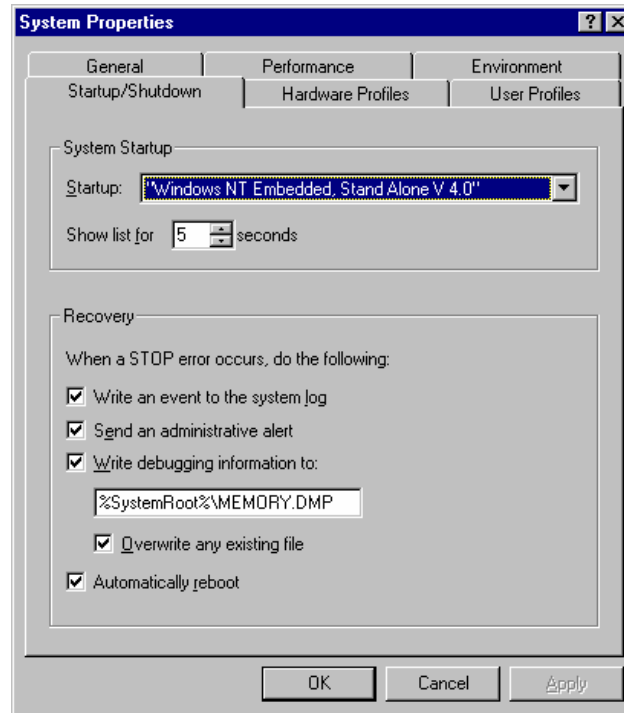 System Properties
General Performance Environment
Startup/Shutdown Hardware Profiles User Profiles
System Startup
Startup: "Windows NT Embedded, Stand Alone V 4.0"
Show list for 5 seconds
Recovery
When a STOP error occurs, do the following:
Write an event to the system log
Send an administrative alert
Write debugging information to:
%SystemRoot%\MEMORY.DMP
Overwrite any existing file
Automatically reboot
OK Cancel Apply